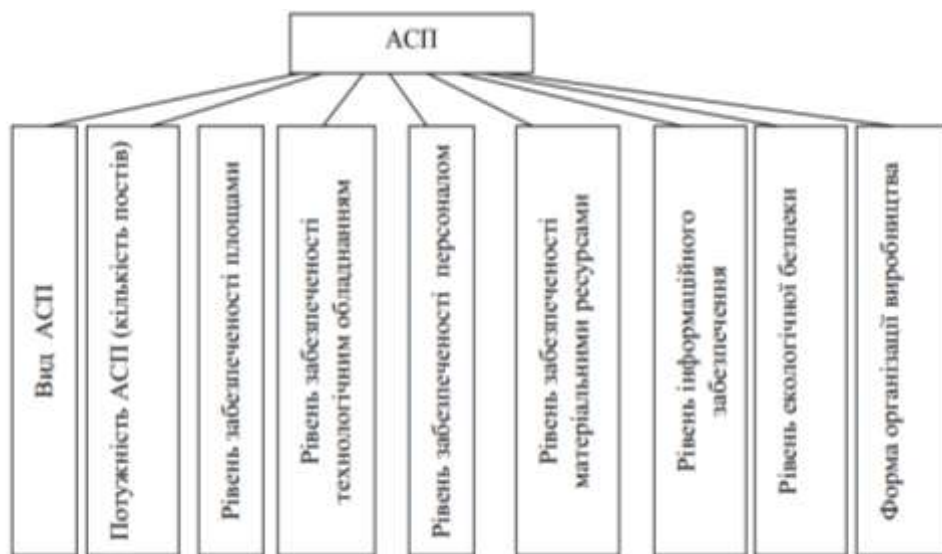 АСП
Вид АСП
Потужність АСП (кількість постів)
Рівень забезпеченості площами
Рівень забезпеченості
технологічним обладнанням
Рівень забезпеченості персоналом
Рівень забезпеченості
матеріальними ресурсами
Рівень інформаційного
забезпечення
Рівень екологічної безпеки
Форма організації виробництва